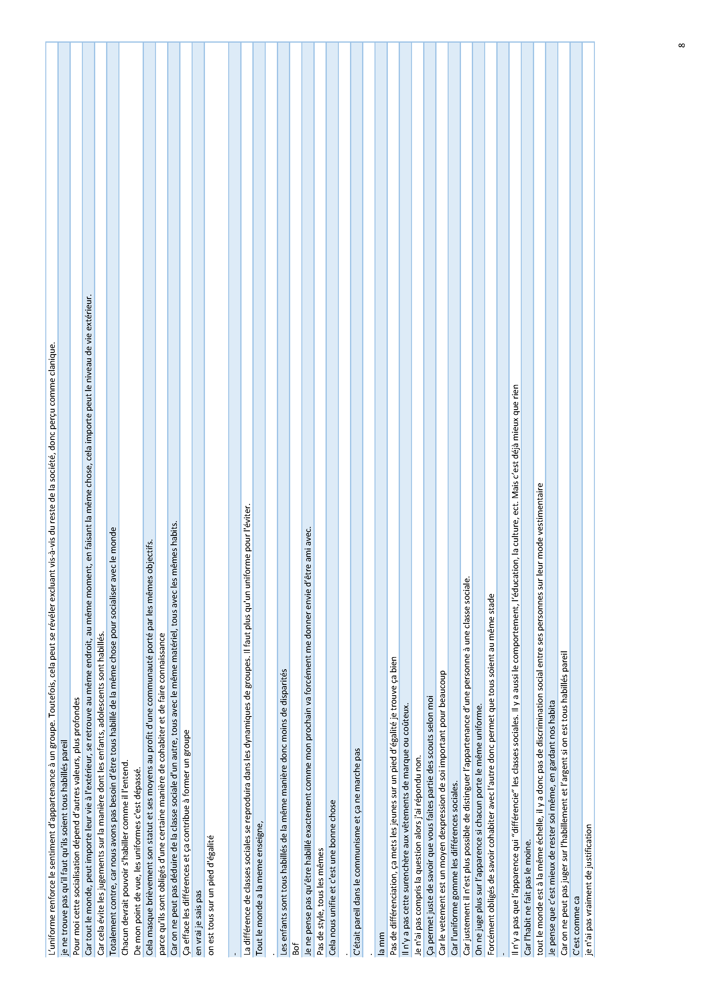 L'uniforme renforce le sentiment d'appartenance à un groupe. Toutefois, cela peut se révéler excluant vis-à-vis du reste de la société, donc perçu comme clanique.
je ne trouve pas qu'il faut qu'ils soient tous habillés pareil
Pour moi cette socialisation dépend d'autres valeurs, plus profondes
Car tout le monde, peut importe leur vie à l'extérieur, se retrouve au même endroit, au même moment, en faisant la même chose, cela importe peut le niveau de vie extérieur.
Car cela évite les jugements sur la manière dont les enfants, adolescents sont habillés.
Totalement contre, car nous avons pas besoin d'être tous habillé de la même chose pour socialiser avec le monde
Chacun devrait pouvoir s'habiller comme il l'entend.
De mon point de vue, les uniformes c'est dépassé.
Cela masque brièvement son statut et ses moyens au profit d'une communauté porté par les mêmes objectifs.
parce qu'ils sont obligés d'une certaine manière de cohabiter et de faire connaissance
Car on ne peut pas déduire de la classe sociale d'un autre, tous avec le même matériel, tous avec les mêmes habits.
Ça efface les différences et ça contribue à former un groupe
en vrai je sais pas
on est tous sur un pied d'égalité
-
La différence de classes sociales se reproduira dans les dynamiques de groupes. Il faut plus qu'un uniforme pour l'éviter.
Tout le monde a la meme enseigne,
.
Les enfants sont tous habillés de la même manière donc moins de disparités
Bof
Je ne pense pas qu'être habillé exactement comme mon prochain va forcément me donner envie d'être ami avec.
Pas de style, tous les mêmes
Cela nous unifie et c'est une bonne chose
.
C'était pareil dans le communisme et ça ne marche pas
.
la mm
Pas de différenciation, ça mets les jeunes sur un pied d'égalité je trouve ça bien
Il n'y a pas cette surenchère aux vêtements de marque ou coûteux.
Je n'ai pas compris la question alors j'ai répondu non.
Ça permet juste de savoir que vous faites partie des scouts selon moi
Car le vetement est un moyen dexpression de soi important pour beaucoup
Car l'uniforme gomme les différences sociales.
Car justement il n'est plus possible de distinguer l'appartenance d'une personne à une classe sociale.
On ne juge plus sur l'apparence si chacun porte le même uniforme.
Forcément obligés de savoir cohabiter avec l'autre donc permet que tous soient au même stade
-
Il n'y a pas que l'apparence qui "différencie" les classes sociales. Il y a aussi le comportement, l'éducation, la culture, ect. Mais c'est déjà mieux que rien
Car l'habit ne fait pas le moine.
tout le monde est à la même échelle, il y a donc pas de discrimination social entre ses personnes sur leur mode vestimentaire
Je pense que c'est mieux de rester soi même, en gardant nos habita
Car on ne peut pas juger sur l'habillement et l'argent si on est tous habillés pareil
C'est comme ca
je n'ai pas vraiment de justification
8